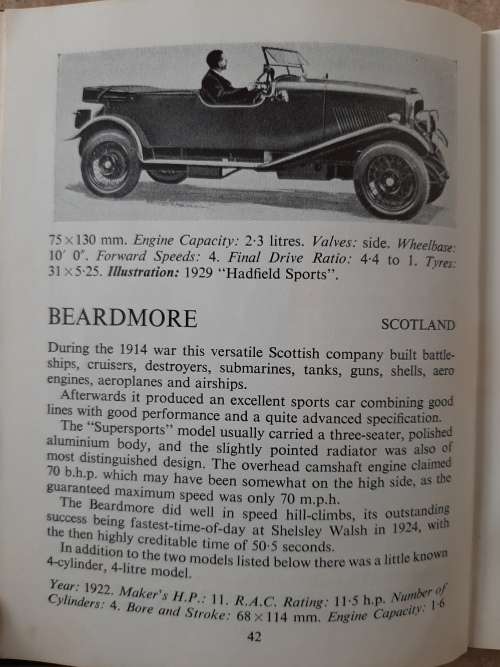 75 × 130 mm. Engine Capacity: 2·3 litres. Valves: side. Wheelbase:
10′ 0″. Forward Speeds: 4. Final Drive Ratio: 4·4 to 1. Tyres:
31 × 5·25. Illustration: 1929 "Hadfield Sports".
BEARDMORE SCOTLAND
During the 1914 war this versatile Scottish company built battle-
ships, cruisers, destroyers, submarines, tanks, guns, shells, aero
engines, aeroplanes and airships.
Afterwards it produced an excellent sports car combining good
lines with good performance and a quite advanced specification.
The "Supersports" model usually carried a three-seater, polished
aluminium body, and the slightly pointed radiator was also of
most distinguished design. The overhead camshaft engine claimed
70 b.h.p. which may have been somewhat on the high side, as the
guaranteed maximum speed was only 70 m.p.h.
The Beardmore did well in speed hill-climbs, its outstanding
success being fastest-time-of-day at Shelsley Walsh in 1924, with
the then highly creditable time of 50·5 seconds.
In addition to the two models listed below there was a little known
4-cylinder, 4-litre model.
Year: 1922. Maker's H.P.: 11. R.A.C. Rating: 11·5 h.p. Number of
Cylinders: 4. Bore and Stroke: 68 × 114 mm. Engine Capacity: 1·6
42